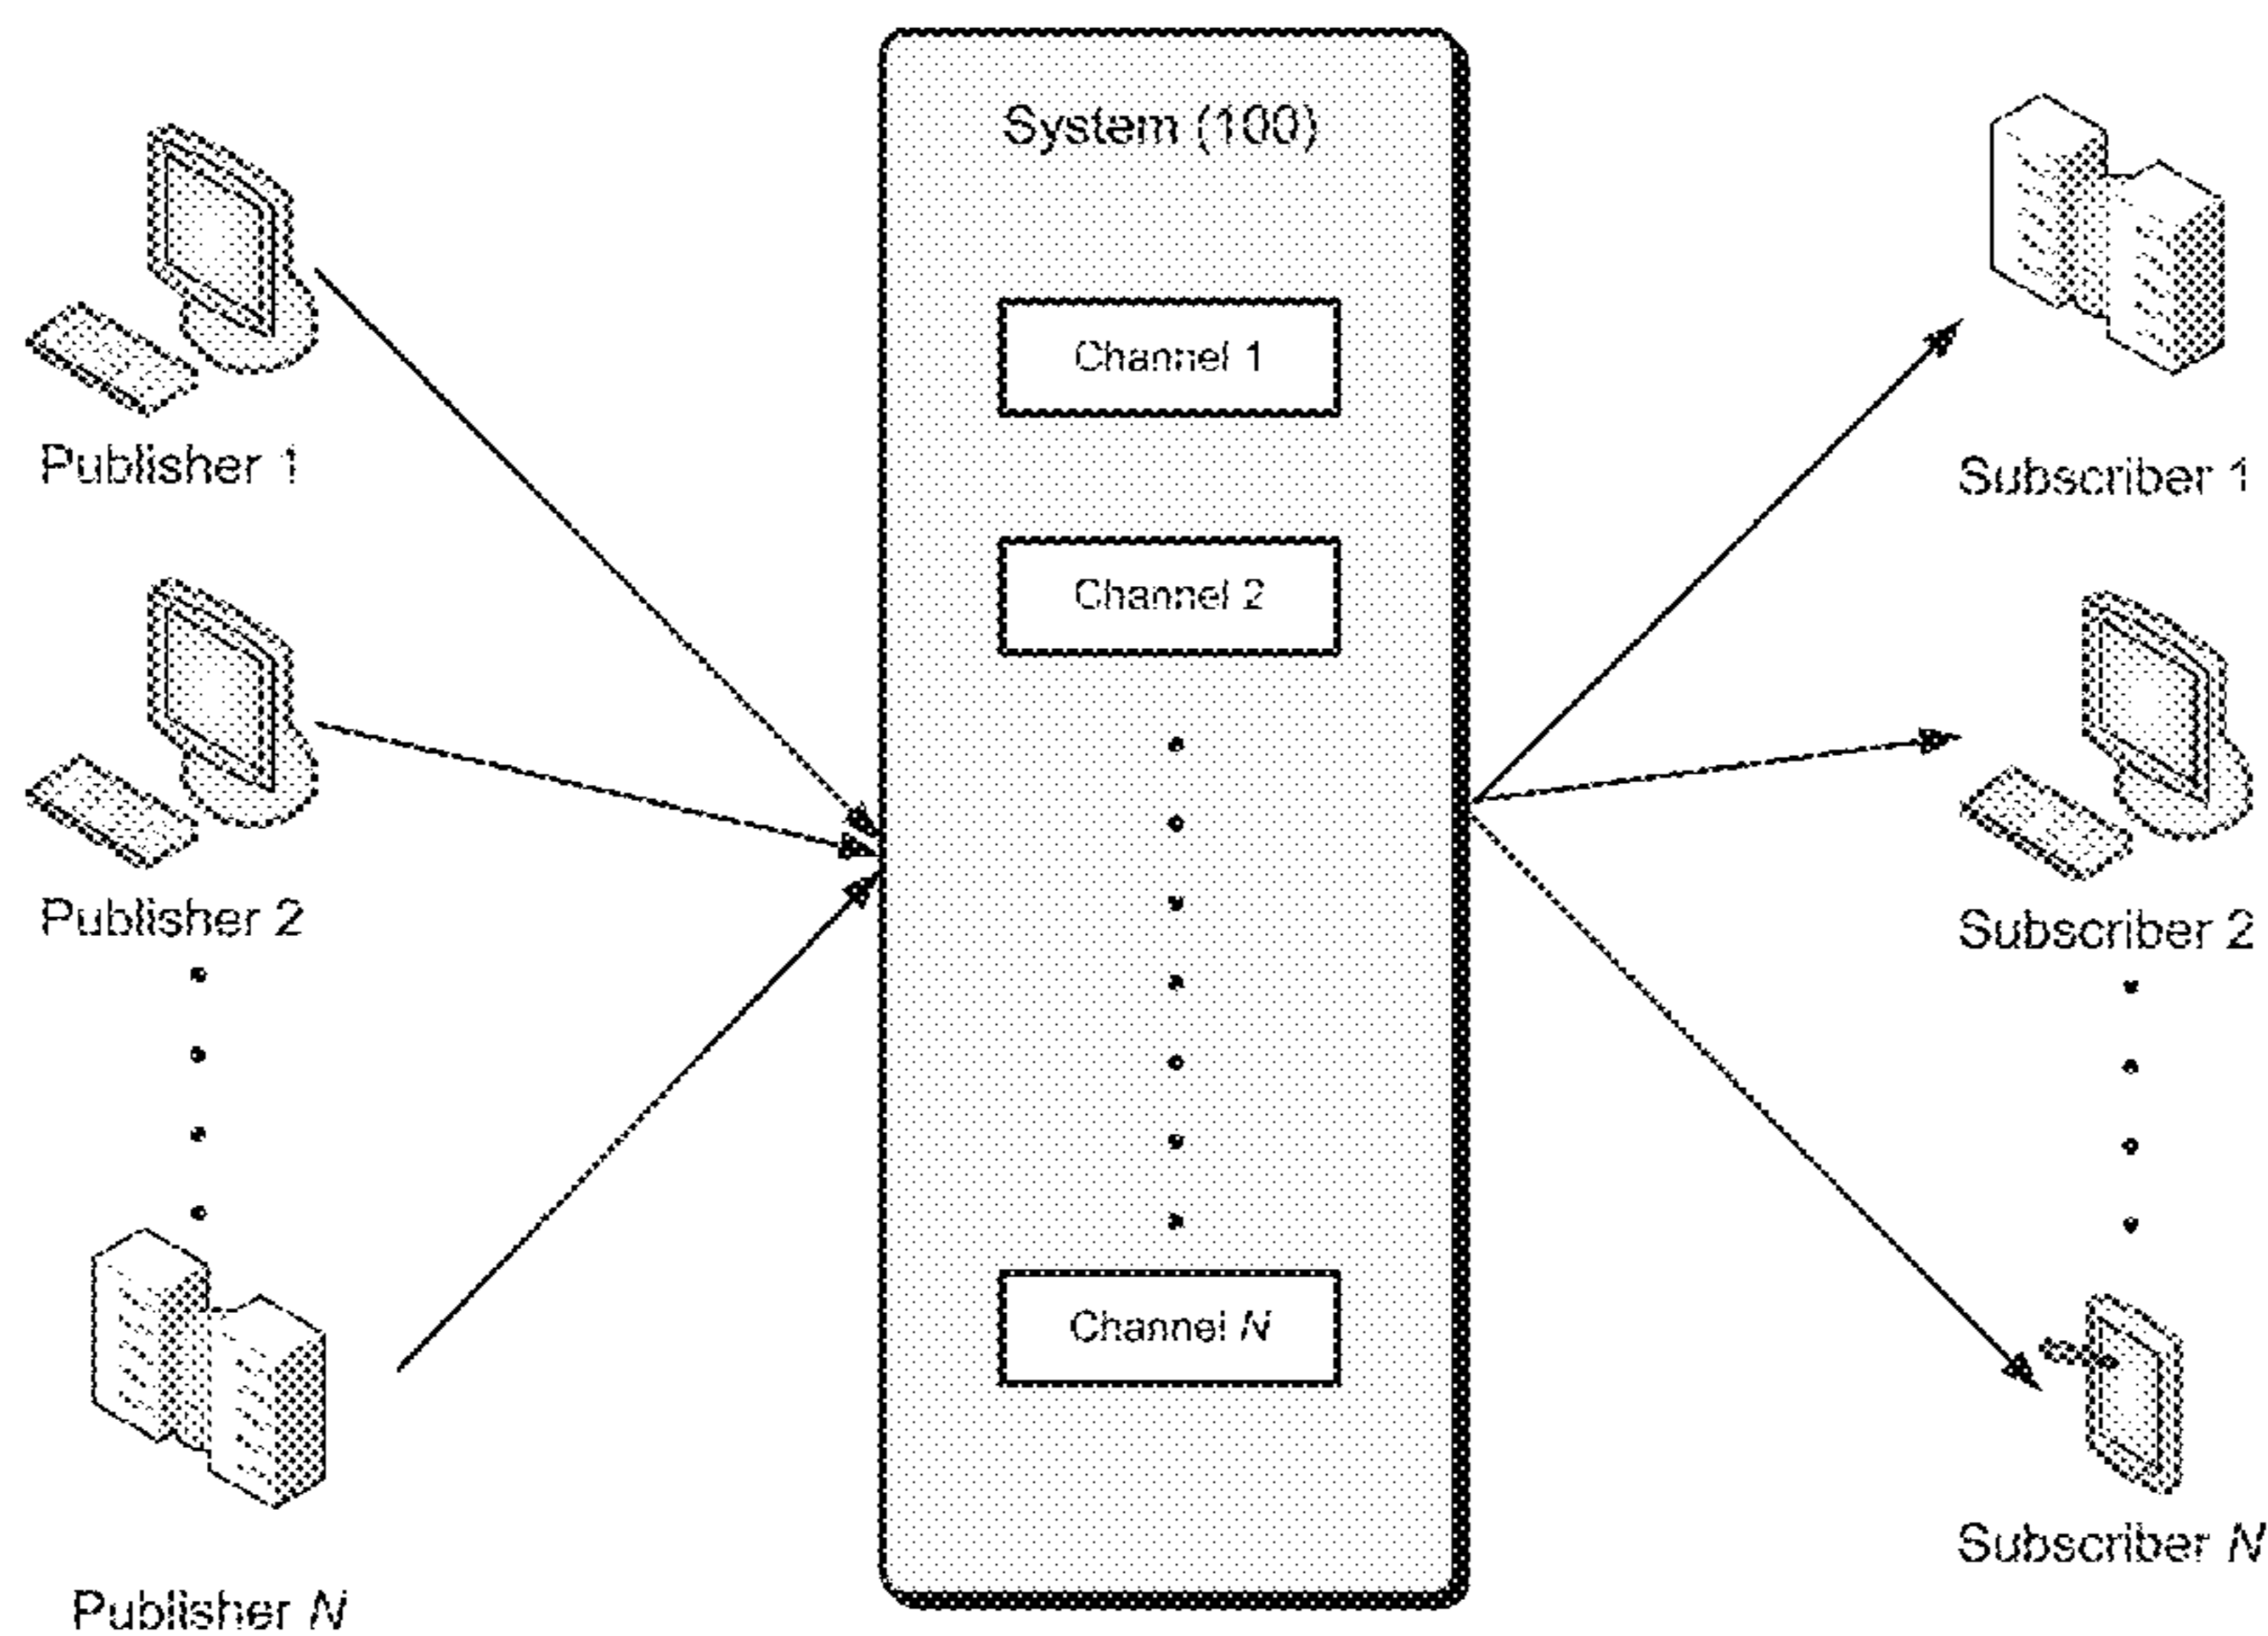 System (100)
Channel 1
Channel 2
Channel N
Publisher 1
Publisher 2
Publisher N
Subscriber 1
Subscriber 2
Subscriber N